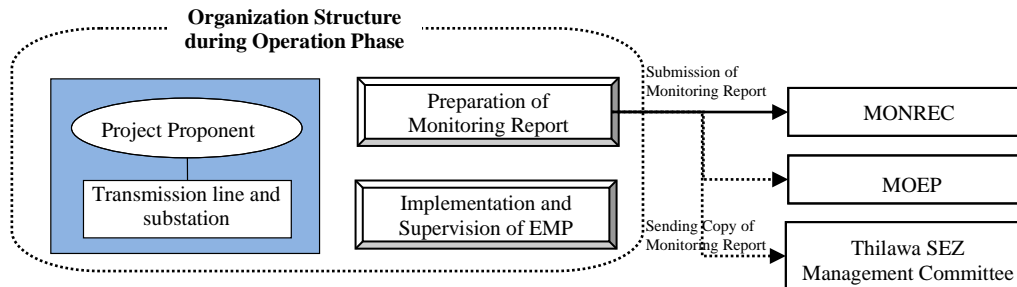 Organization Structure
during Operation Phase
Project Proponent
Transmission line and
substation
Preparation of
Monitoring Report
Implementation and
Supervision of EMP
Submission of
Monitoring Report
Sending Copy of
Monitoring Report
MONREC
MOEP
Thilawa SEZ
Management Committee